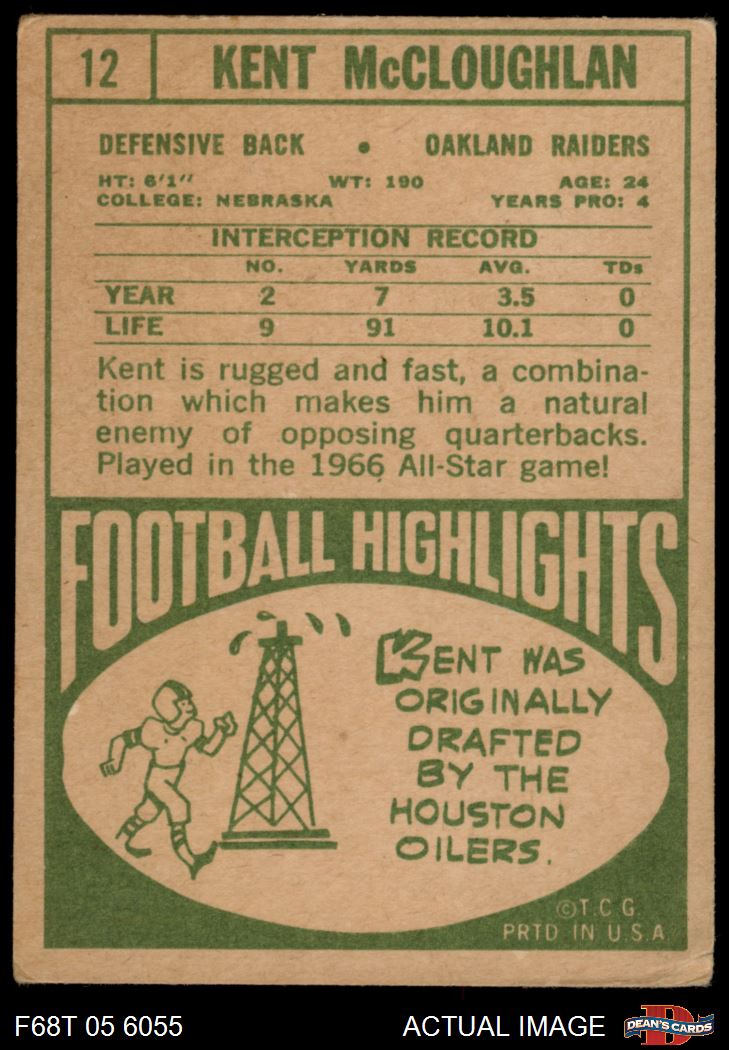 12 KENT McCLOUGHLAN
DEFENSIVE BACK • OAKLAND RAIDERS
HT: 6'1" WT: 190 AGE: 24
COLLEGE: NEBRASKA YEARS PRO: 4
INTERCEPTION RECORD
NO. YARDS AVG. TDs
YEAR 2 7 3.5 0
LIFE 9 91 10.1 0
Kent is rugged and fast, a combina-
tion which makes him a natural
enemy of opposing quarterbacks.
Played in the 1966 All-Star game!
FOOTBALL HIGHLIGHTS
KENT WAS
ORIGINALLY
DRAFTED
BY THE
HOUSTON
OILERS.
©T.C.G.
PRTD IN U.S.A
F68T 05 6055 ACTUAL IMAGE D DEAN'S CARDS